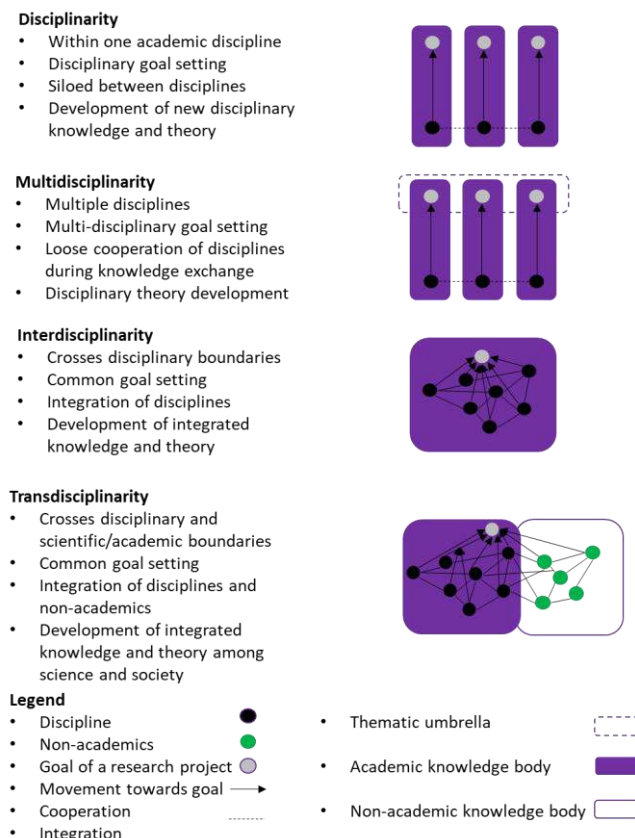 Disciplinarity
• Within one academic discipline
• Disciplinary goal setting
• Siloed between disciplines
• Development of new disciplinary
knowledge and theory
Multidisciplinarity
• Multiple disciplines
• Multi-disciplinary goal setting
• Loose cooperation of disciplines
during knowledge exchange
• Disciplinary theory development
Interdisciplinarity
• Crosses disciplinary boundaries
• Common goal setting
• Integration of disciplines
• Development of integrated
knowledge and theory
Transdisciplinarity
• Crosses disciplinary and
scientific/academic boundaries
• Common goal setting
• Integration of disciplines and
non-academics
• Development of integrated
knowledge and theory among
science and society
Legend
• Discipline
• Non-academics
• Goal of a research project
• Movement towards goal
• Cooperation
• Integration
• Thematic umbrella
• Academic knowledge body
• Non-academic knowledge body